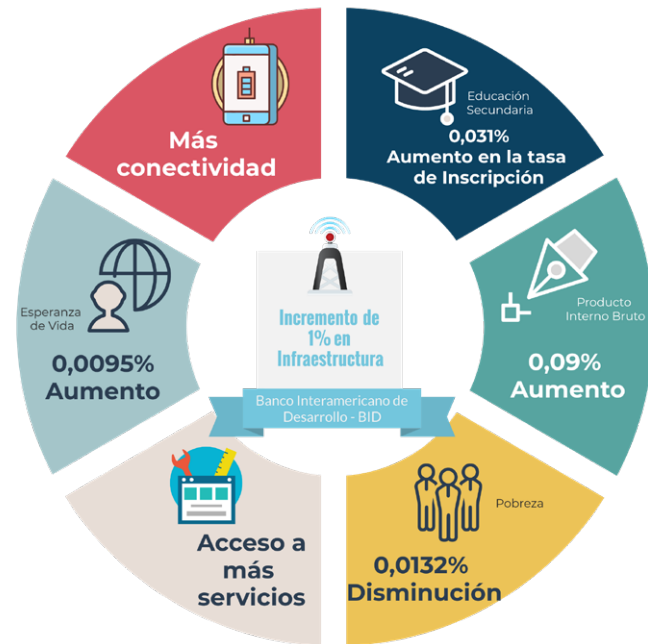 Más
conectividad
Educación
Secundaria
0,031%
Aumento en la tasa
de Inscripción
Producto
Interno Bruto
0,09%
Aumento
Pobreza
0,0132%
Disminución
Acceso a
más
servicios
Esperanza
de Vida
0,0095%
Aumento
Incremento de
1% en
Infraestructura
Banco Interamericano de
Desarrollo - BID